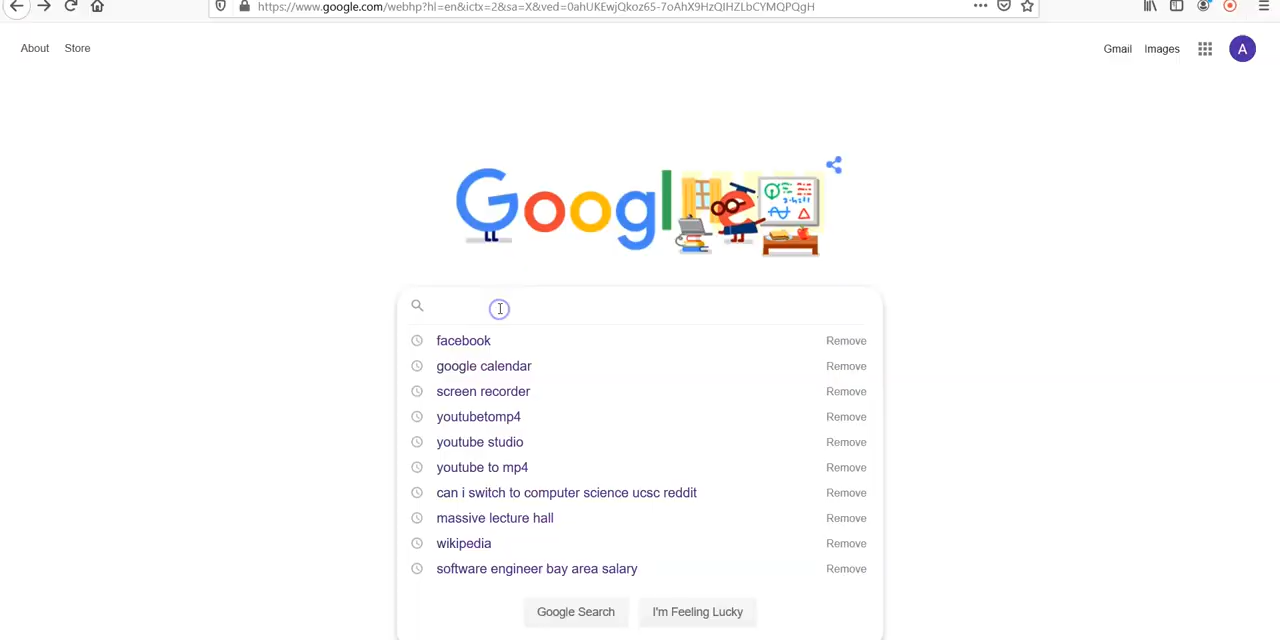 https://www.google.com/webhp?hl=en&ictx=2&sa=X&ved=0ahUKEwjQkoz65-7oAhX9HzQIHZLbCYMQPQgH
About Store Gmail Images A
Google
facebook Remove
google calendar Remove
screen recorder Remove
youtubetomp4 Remove
youtube studio Remove
youtube to mp4 Remove
can i switch to computer science ucsc reddit Remove
massive lecture hall Remove
wikipedia Remove
software engineer bay area salary Remove
Google Search I'm Feeling Lucky